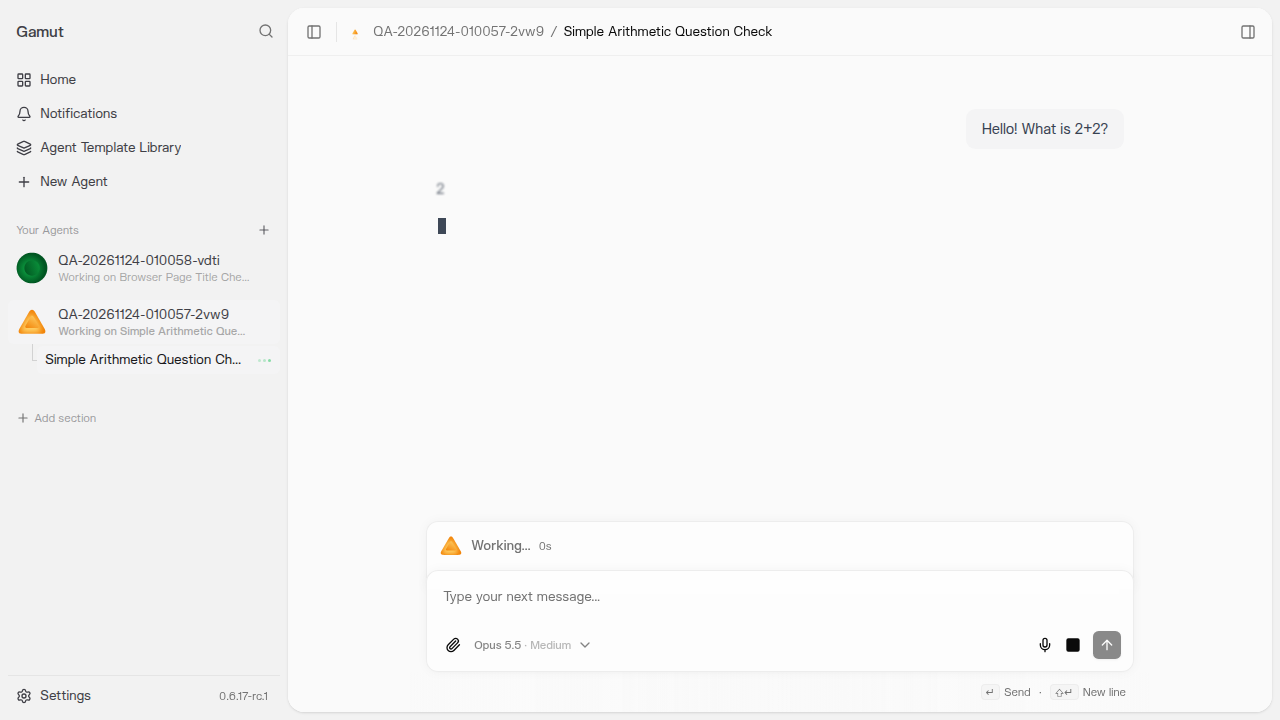 Gamut
Home
Notifications
Agent Template Library
New Agent
Your Agents
QA-20261124-010058-vdti
Working on Browser Page Title Che...
QA-20261124-010057-2vw9
Working on Simple Arithmetic Que...
Simple Arithmetic Question Ch...
Add section
Settings
0.6.17-rc.1
QA-20261124-010057-2vw9 / Simple Arithmetic Question Check
Hello! What is 2+2?
2
Working... 0s
Type your next message...
Opus 5.5 · Medium
Send · New line